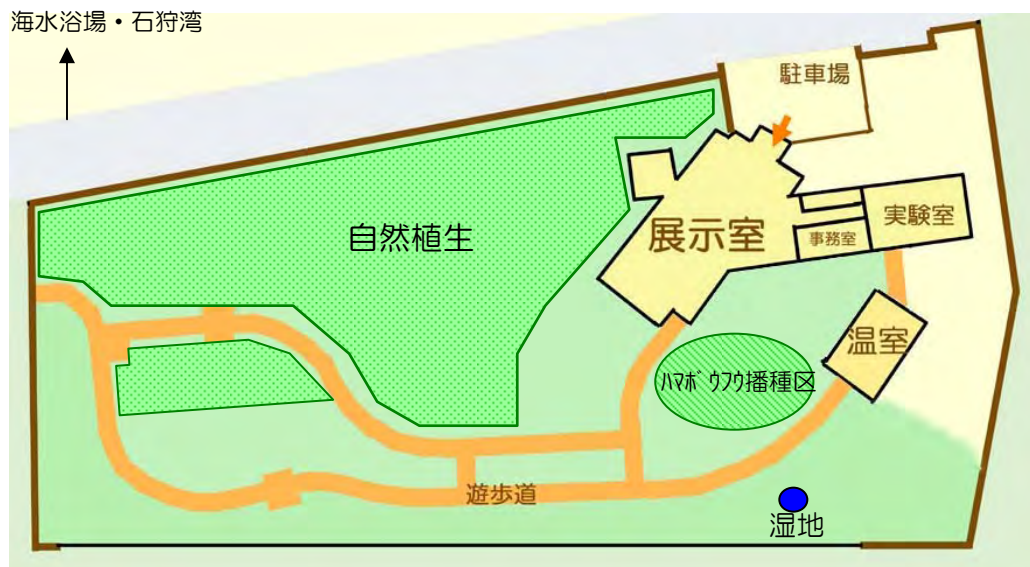 海水浴場・石狩湾
駐車場
自然植生
展示室
事務室
実験室
温室
ﾊﾏﾎﾞｳﾌｳ播種区
遊歩道
湿地